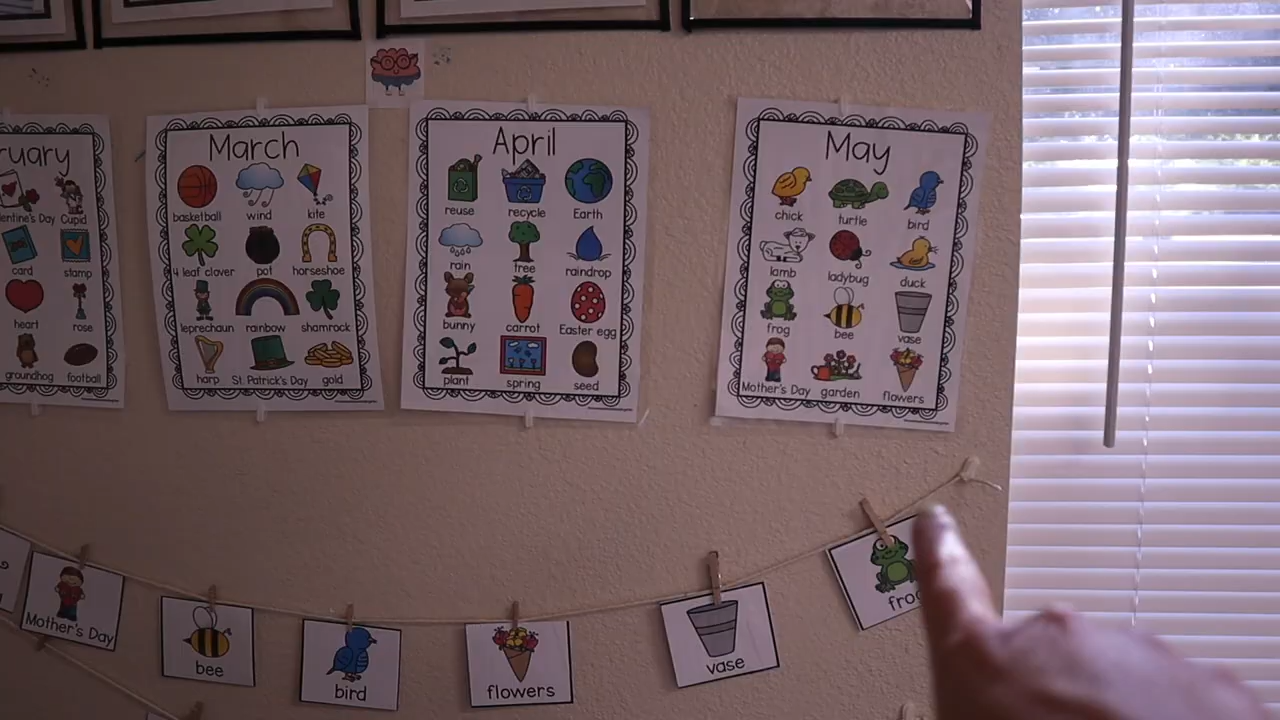 ruary
entine's Day Cupid
card stamp
heart rose
groundhog football
March
basketball wind kite
4 leaf clover pot horseshoe
leprechaun rainbow shamrock
harp St. Patrick's Day gold
April
reuse recycle Earth
rain tree raindrop
bunny carrot Easter egg
plant spring seed
May
chick turtle bird
lamb ladybug duck
frog bee vase
Mother's Day garden flowers
Mother's Day
bee
bird
flowers
vase
frog